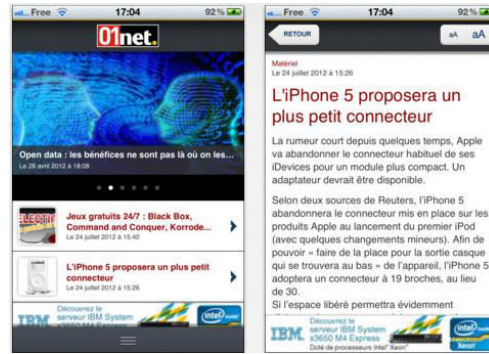 Free 17:04 92%
01net.
Open data : les bénéfices ne sont pas là où on les...
Le 26 avril 2012 à 18:08
Jeux gratuits 24/7 : Black Box,
Command and Conquer, Korrode...
Le 24 juillet 2012 à 15:40
L'iPhone 5 proposera un plus petit
connecteur
Le 24 juillet 2012 à 15:26
IBM
Découvrez le
serveur IBM System
x3650 M4 Express
intel
Free 17:04 92%
RETOUR
aA aA
Matériel
Le 24 juillet 2012 à 15:26
L'iPhone 5 proposera un
plus petit connecteur
La rumeur court depuis quelques temps, Apple
va abandonner le connecteur habituel de ses
iDevices pour un module plus compact. Un
adaptateur devrait être disponible.
Selon deux sources de Reuters, l'iPhone 5
abandonnera le connecteur mis en place sur les
produits Apple au lancement du premier iPod
(avec quelques changements mineurs). Afin de
pouvoir « faire de la place pour la sortie casque
qui se trouvera au bas » de l'appareil, l'iPhone 5
adoptera un connecteur à 19 broches, au lieu
de 30.
Si l'espace libéré permettra évidemment
IBM
Découvrez le
serveur IBM System
x3650 M4 Express
Doté de processeurs Intel® Xeon®
intel
Xeon